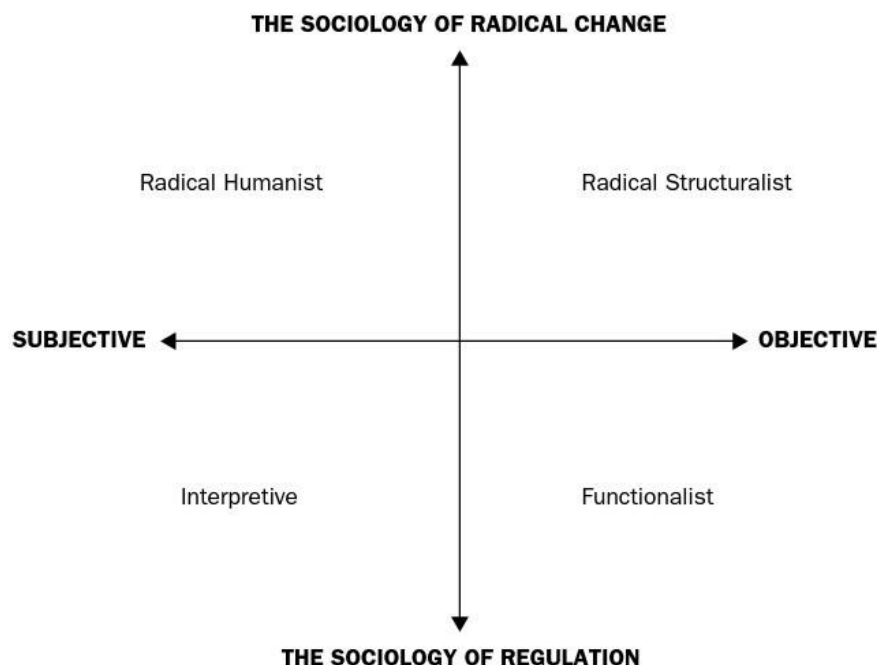 THE SOCIOLOGY OF RADICAL CHANGE
Radical Humanist
Radical Structuralist
SUBJECTIVE
OBJECTIVE
Interpretive
Functionalist
THE SOCIOLOGY OF REGULATION